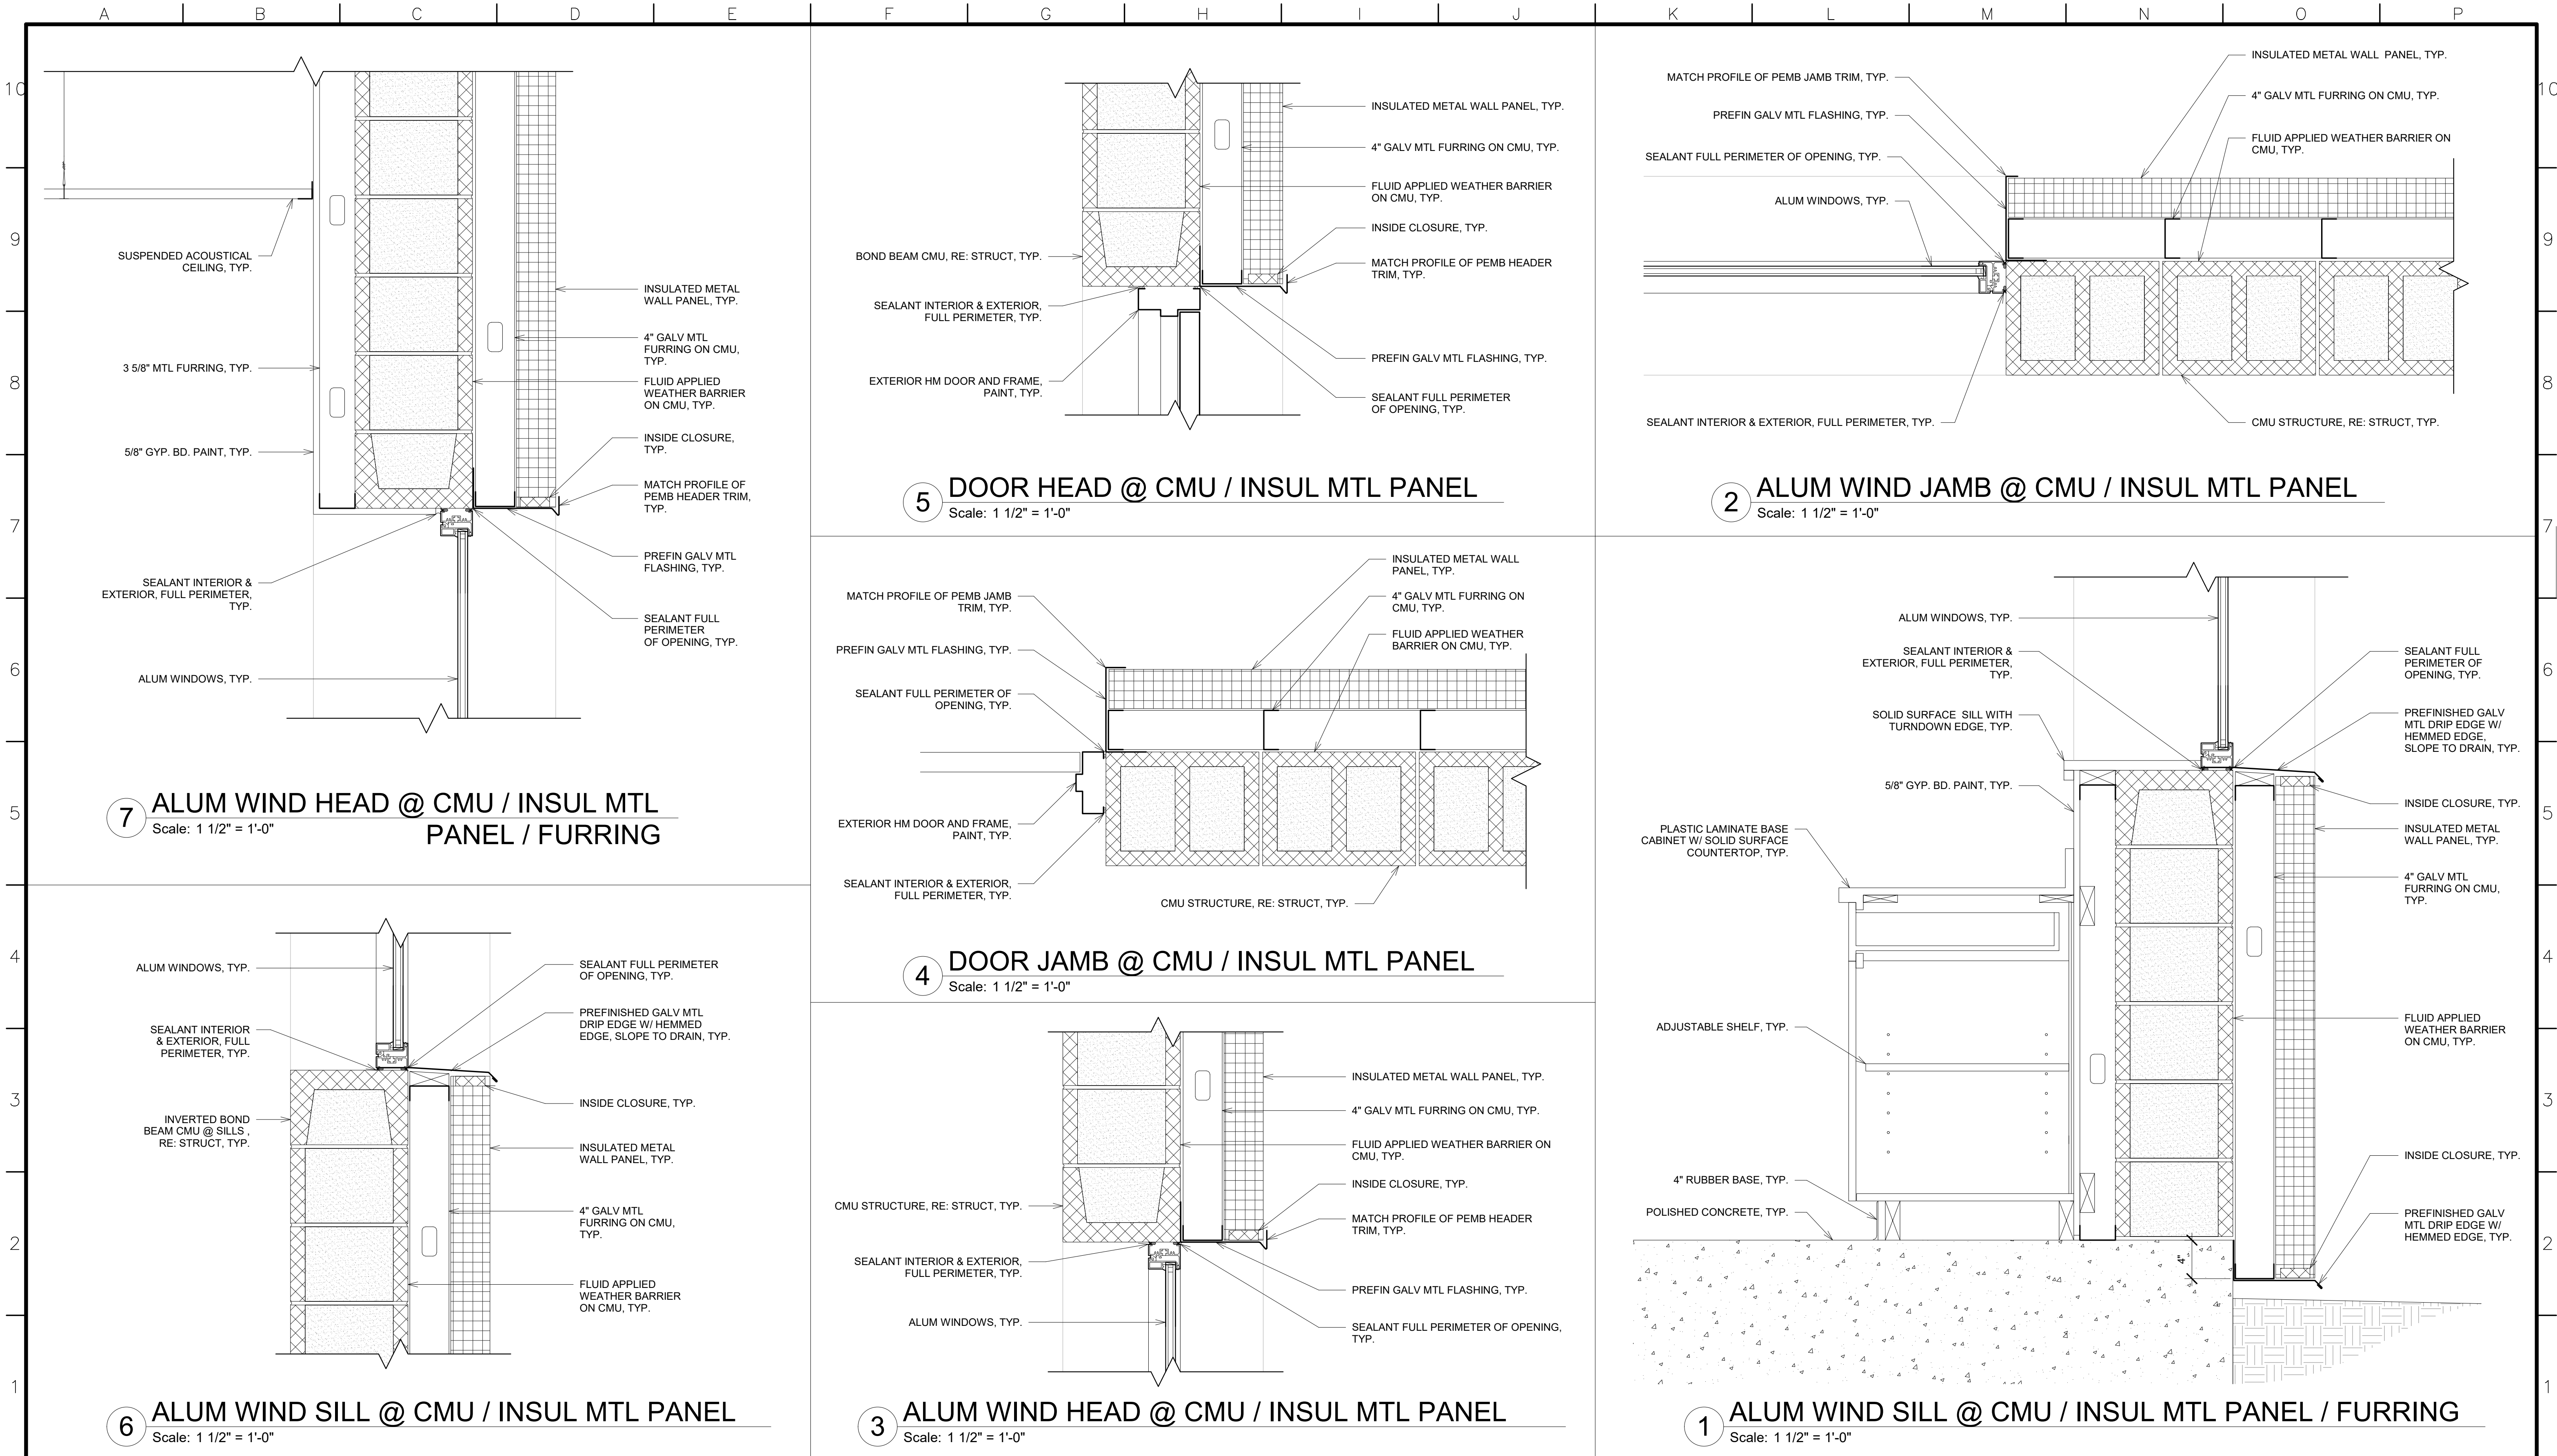 A B C D E F G H I J K L M N O P
10
9
8
7
6
5
4
3
2
1
10
9
8
7
6
5
4
3
2
1
SUSPENDED ACOUSTICAL
CEILING, TYP.
3 5/8" MTL FURRING, TYP.
5/8" GYP. BD. PAINT, TYP.
SEALANT INTERIOR &
EXTERIOR, FULL PERIMETER,
TYP.
ALUM WINDOWS, TYP.
INSULATED METAL
WALL PANEL, TYP.
4" GALV MTL
FURRING ON CMU,
TYP.
FLUID APPLIED
WEATHER BARRIER
ON CMU, TYP.
INSIDE CLOSURE,
TYP.
MATCH PROFILE OF
PEMB HEADER TRIM,
TYP.
PREFIN GALV MTL
FLASHING, TYP.
SEALANT FULL
PERIMETER
OF OPENING, TYP.
7 ALUM WIND HEAD @ CMU / INSUL MTL
PANEL / FURRING
Scale: 1 1/2" = 1'-0"
ALUM WINDOWS, TYP.
SEALANT INTERIOR
& EXTERIOR, FULL
PERIMETER, TYP.
INVERTED BOND
BEAM CMU @ SILLS ,
RE: STRUCT, TYP.
SEALANT FULL PERIMETER
OF OPENING, TYP.
PREFINISHED GALV MTL
DRIP EDGE W/ HEMMED
EDGE, SLOPE TO DRAIN, TYP.
INSIDE CLOSURE, TYP.
INSULATED METAL
WALL PANEL, TYP.
4" GALV MTL
FURRING ON CMU,
TYP.
FLUID APPLIED
WEATHER BARRIER
ON CMU, TYP.
6 ALUM WIND SILL @ CMU / INSUL MTL PANEL
Scale: 1 1/2" = 1'-0"
BOND BEAM CMU, RE: STRUCT, TYP.
SEALANT INTERIOR & EXTERIOR,
FULL PERIMETER, TYP.
EXTERIOR HM DOOR AND FRAME,
PAINT, TYP.
INSULATED METAL WALL PANEL, TYP.
4" GALV MTL FURRING ON CMU, TYP.
FLUID APPLIED WEATHER BARRIER
ON CMU, TYP.
INSIDE CLOSURE, TYP.
MATCH PROFILE OF PEMB HEADER
TRIM, TYP.
PREFIN GALV MTL FLASHING, TYP.
SEALANT FULL PERIMETER
OF OPENING, TYP.
5 DOOR HEAD @ CMU / INSUL MTL PANEL
Scale: 1 1/2" = 1'-0"
MATCH PROFILE OF PEMB JAMB
TRIM, TYP.
PREFIN GALV MTL FLASHING, TYP.
SEALANT FULL PERIMETER OF
OPENING, TYP.
EXTERIOR HM DOOR AND FRAME,
PAINT, TYP.
SEALANT INTERIOR & EXTERIOR,
FULL PERIMETER, TYP.
INSULATED METAL WALL
PANEL, TYP.
4" GALV MTL FURRING ON
CMU, TYP.
FLUID APPLIED WEATHER
BARRIER ON CMU, TYP.
CMU STRUCTURE, RE: STRUCT, TYP.
4 DOOR JAMB @ CMU / INSUL MTL PANEL
Scale: 1 1/2" = 1'-0"
CMU STRUCTURE, RE: STRUCT, TYP.
SEALANT INTERIOR & EXTERIOR,
FULL PERIMETER, TYP.
ALUM WINDOWS, TYP.
INSULATED METAL WALL PANEL, TYP.
4" GALV MTL FURRING ON CMU, TYP.
FLUID APPLIED WEATHER BARRIER ON
CMU, TYP.
INSIDE CLOSURE, TYP.
MATCH PROFILE OF PEMB HEADER
TRIM, TYP.
PREFIN GALV MTL FLASHING, TYP.
SEALANT FULL PERIMETER OF OPENING,
TYP.
3 ALUM WIND HEAD @ CMU / INSUL MTL PANEL
Scale: 1 1/2" = 1'-0"
MATCH PROFILE OF PEMB JAMB TRIM, TYP.
PREFIN GALV MTL FLASHING, TYP.
SEALANT FULL PERIMETER OF OPENING, TYP.
ALUM WINDOWS, TYP.
SEALANT INTERIOR & EXTERIOR, FULL PERIMETER, TYP.
INSULATED METAL WALL PANEL, TYP.
4" GALV MTL FURRING ON CMU, TYP.
FLUID APPLIED WEATHER BARRIER ON
CMU, TYP.
CMU STRUCTURE, RE: STRUCT, TYP.
2 ALUM WIND JAMB @ CMU / INSUL MTL PANEL
Scale: 1 1/2" = 1'-0"
ALUM WINDOWS, TYP.
SEALANT INTERIOR &
EXTERIOR, FULL PERIMETER,
TYP.
SOLID SURFACE SILL WITH
TURNDOWN EDGE, TYP.
5/8" GYP. BD. PAINT, TYP.
PLASTIC LAMINATE BASE
CABINET W/ SOLID SURFACE
COUNTERTOP, TYP.
ADJUSTABLE SHELF, TYP.
4" RUBBER BASE, TYP.
POLISHED CONCRETE, TYP.
4"
SEALANT FULL
PERIMETER OF
OPENING, TYP.
PREFINISHED GALV
MTL DRIP EDGE W/
HEMMED EDGE,
SLOPE TO DRAIN, TYP.
INSIDE CLOSURE, TYP.
INSULATED METAL
WALL PANEL, TYP.
4" GALV MTL
FURRING ON CMU,
TYP.
FLUID APPLIED
WEATHER BARRIER
ON CMU, TYP.
INSIDE CLOSURE, TYP.
PREFINISHED GALV
MTL DRIP EDGE W/
HEMMED EDGE, TYP.
1 ALUM WIND SILL @ CMU / INSUL MTL PANEL / FURRING
Scale: 1 1/2" = 1'-0"